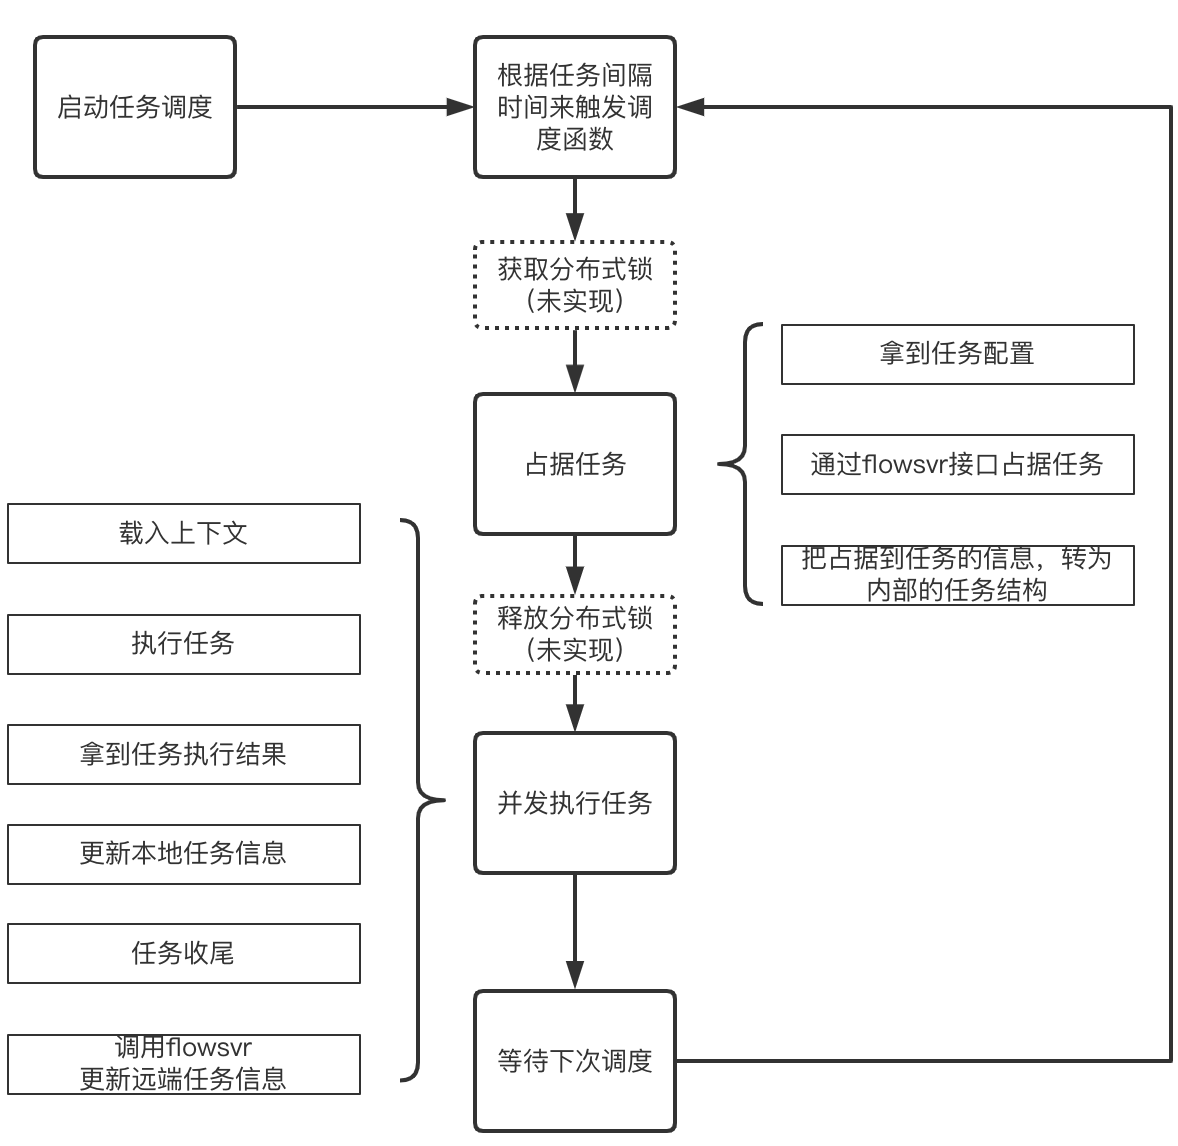 启动任务调度
根据任务间隔
时间来触发调
度函数
获取分布式锁
（未实现）
占据任务
拿到任务配置
通过flowsvr接口占据任务
把占据到任务的信息，转为
内部的任务结构
释放分布式锁
（未实现）
并发执行任务
载入上下文
执行任务
拿到任务执行结果
更新本地任务信息
任务收尾
调用flowsvr
更新远端任务信息
等待下次调度